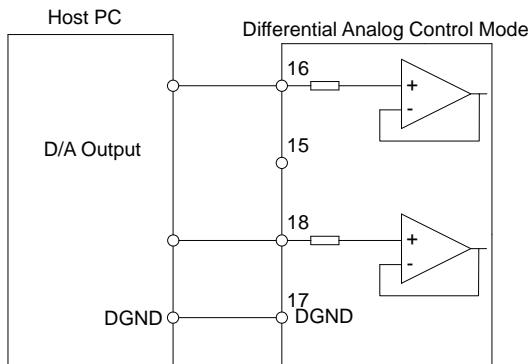 Host PC
Differential Analog Control Mode
16
+
-
15
D/A Output
18
+
-
17
DGND
DGND